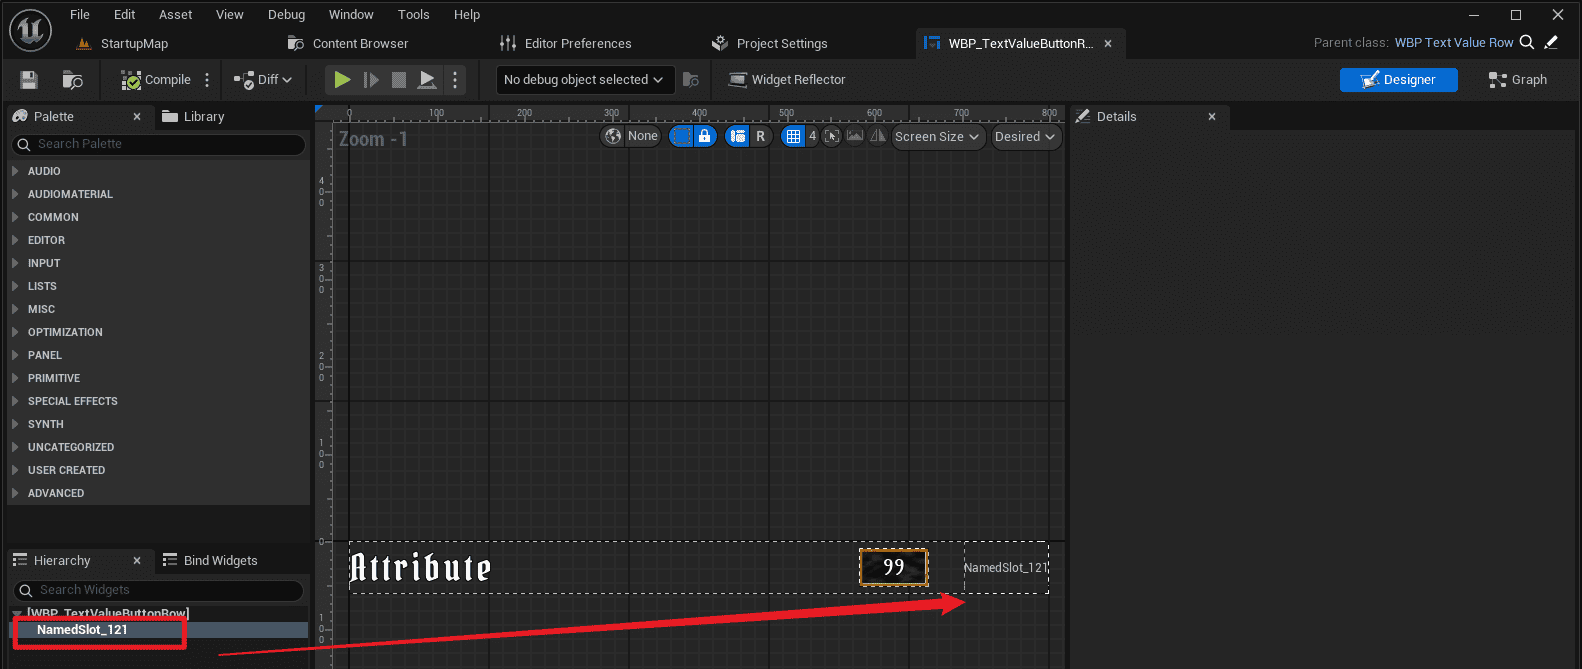 File Edit Asset View Debug Window Tools Help
StartupMap Content Browser Editor Preferences Project Settings WBP_TextValueButtonR... Parent class: WBP Text Value Row
Compile Diff No debug object selected Widget Reflector Designer Graph
Palette Library Details
0 100 200 300 400 500 600 700 800
Zoom -1 None R 4 Screen Size Desired
Search Palette
AUDIO
AUDIOMATERIAL
COMMON
EDITOR
INPUT
LISTS
MISC
OPTIMIZATION
PANEL
PRIMITIVE
SPECIAL EFFECTS
SYNTH
UNCATEGORIZED
USER CREATED
ADVANCED
400
300
200
100
0
100
Attribute 99 NamedSlot_121
Hierarchy Bind Widgets
Search Widgets
[WBP_TextValueButtonRow]
NamedSlot_121